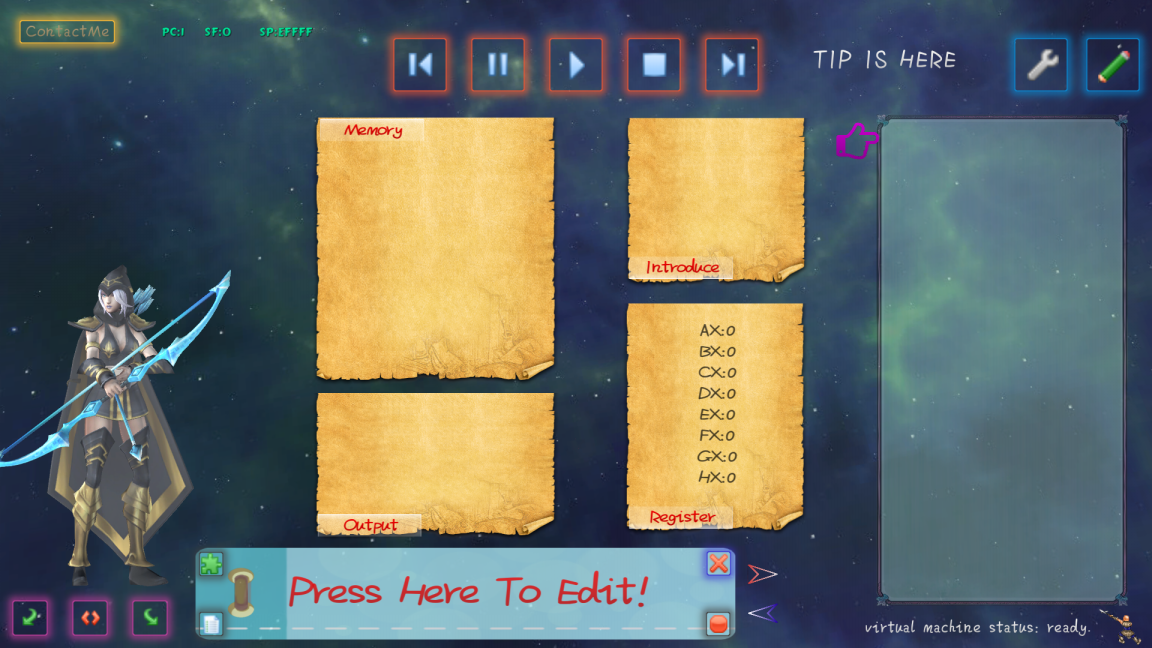 ContactMe
PC:1 SF:0 SP:EFFFF
TIP IS HERE
Memory
Introduce
AX:0
BX:0
CX:0
DX:0
EX:0
FX:0
GX:0
HX:0
Register
Output
Press Here To Edit!
virtual machine status: ready.